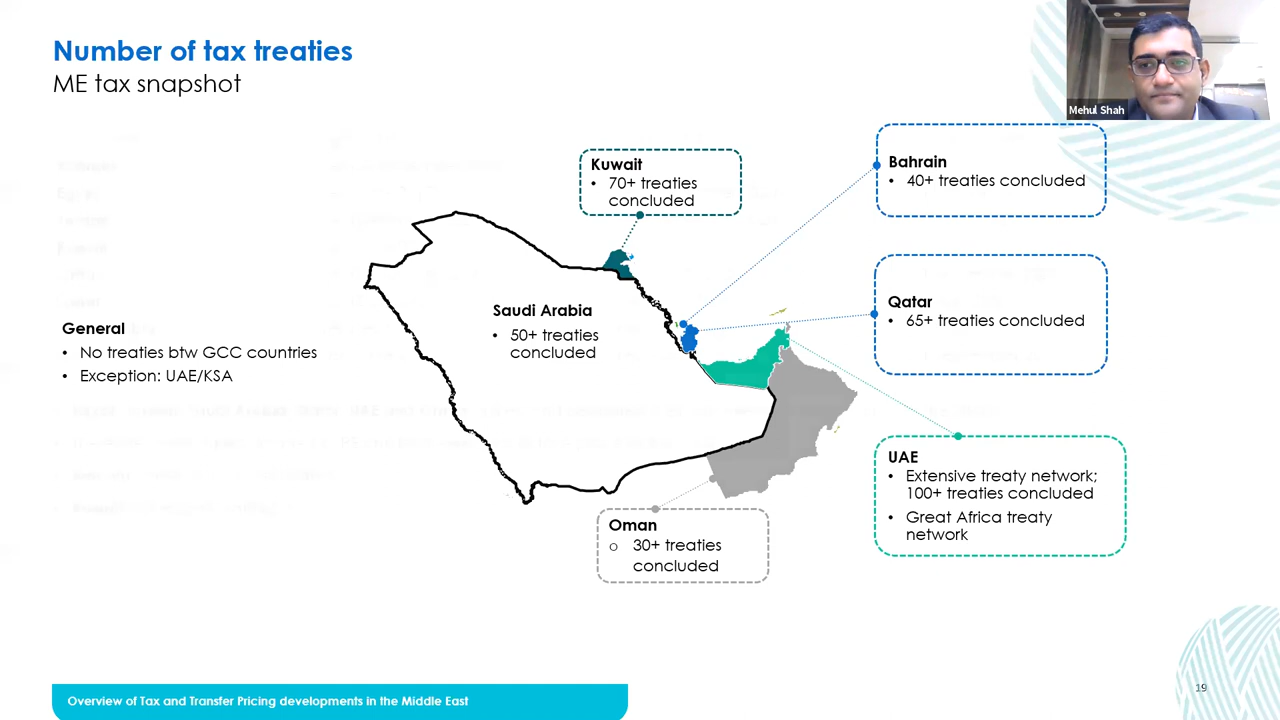 Number of tax treaties
ME tax snapshot
Mehul Shah
Kuwait
• 70+ treaties
concluded
Bahrain
• 40+ treaties concluded
Saudi Arabia
• 50+ treaties
concluded
Qatar
• 65+ treaties concluded
General
• No treaties btw GCC countries
• Exception: UAE/KSA
UAE
• Extensive treaty network;
100+ treaties concluded
• Great Africa treaty
network
Oman
o 30+ treaties
concluded
Overview of Tax and Transfer Pricing developments in the Middle East
19